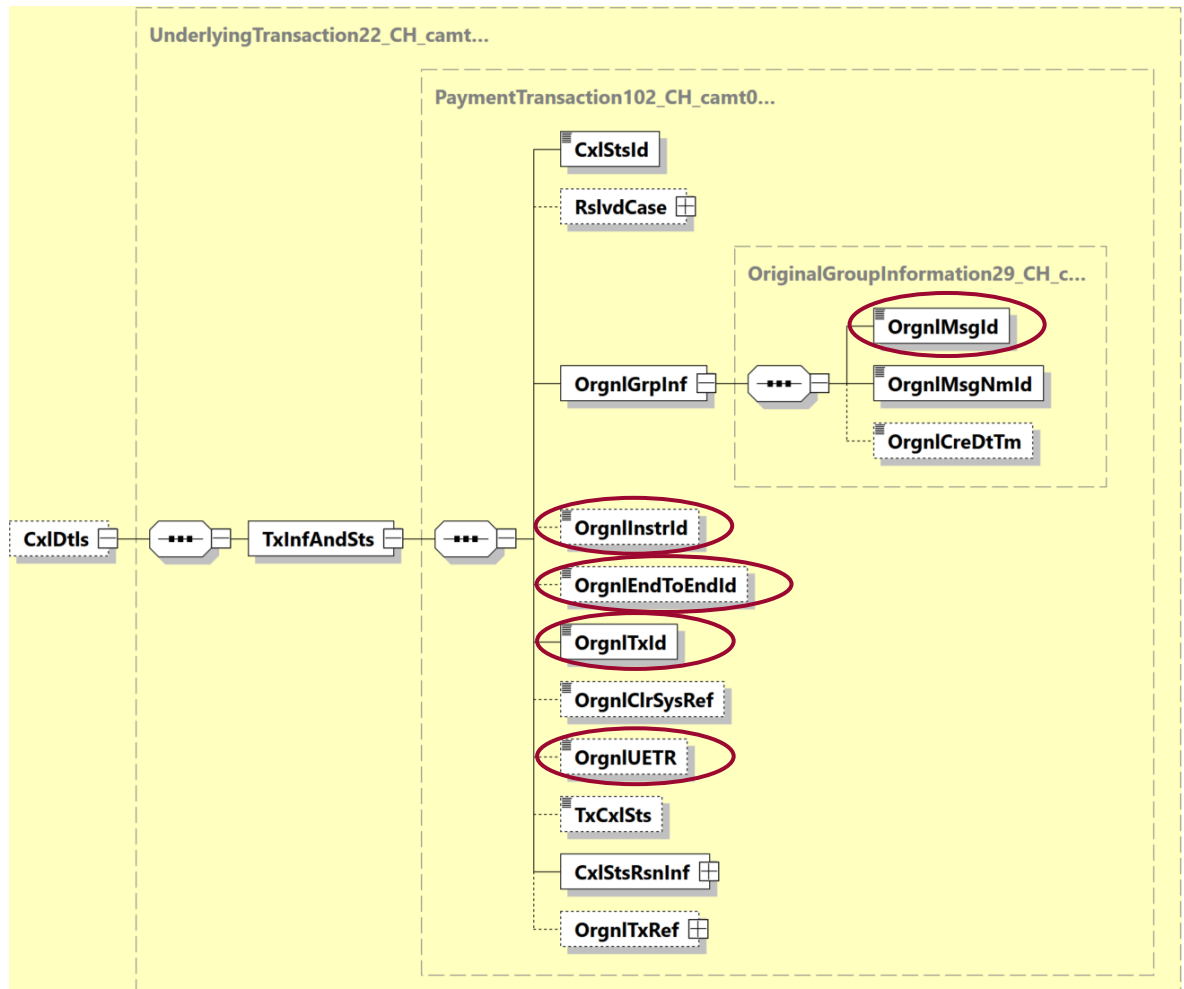 UnderlyingTransaction22_CH_camt...
PaymentTransaction102_CH_camt0...
CxlStsId
RslvdCase
OriginalGroupInformation29_CH_c...
OrgnlMsgId
OrgnlGrpInf
OrgnlMsgNmId
OrgnlCreDtTm
CxlDtls
TxInfAndSts
OrgnlInstrId
OrgnlEndToEndId
OrgnlTxId
OrgnlClrSysRef
OrgnlUETR
TxCxlSts
CxlStsRsnInf
OrgnlTxRef